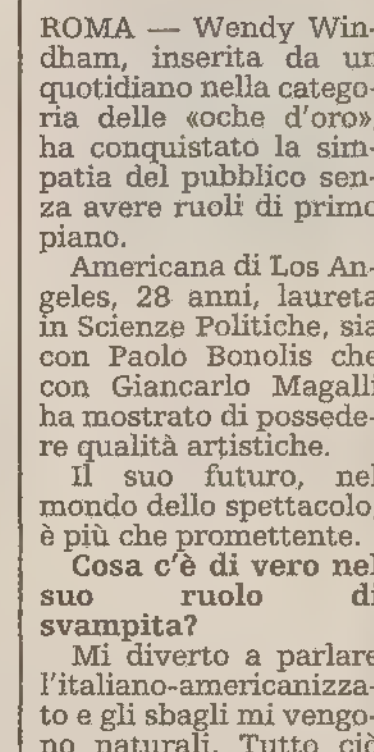 ROMA — Wendy Win-
dham, inserita da un
quotidiano nella catego-
ria delle «oche d'oro»,
ha conquistato la sim-
patia del pubblico sen-
za avere ruoli di primo
piano.
Americana di Los An-
geles, 28 anni, laureta
in Scienze Politiche, sia
con Paolo Bonolis che
con Giancarlo Magalli
ha mostrato di possede-
re qualità artistiche.
Il suo futuro, nel
mondo dello spettacolo,
è più che promettente.
Cosa c'è di vero nel
suo ruolo di
svampita?
Mi diverto a parlare
l'italiano-americanizza-
to e gli sbagli mi vengo-
no naturali. Tutto ciò